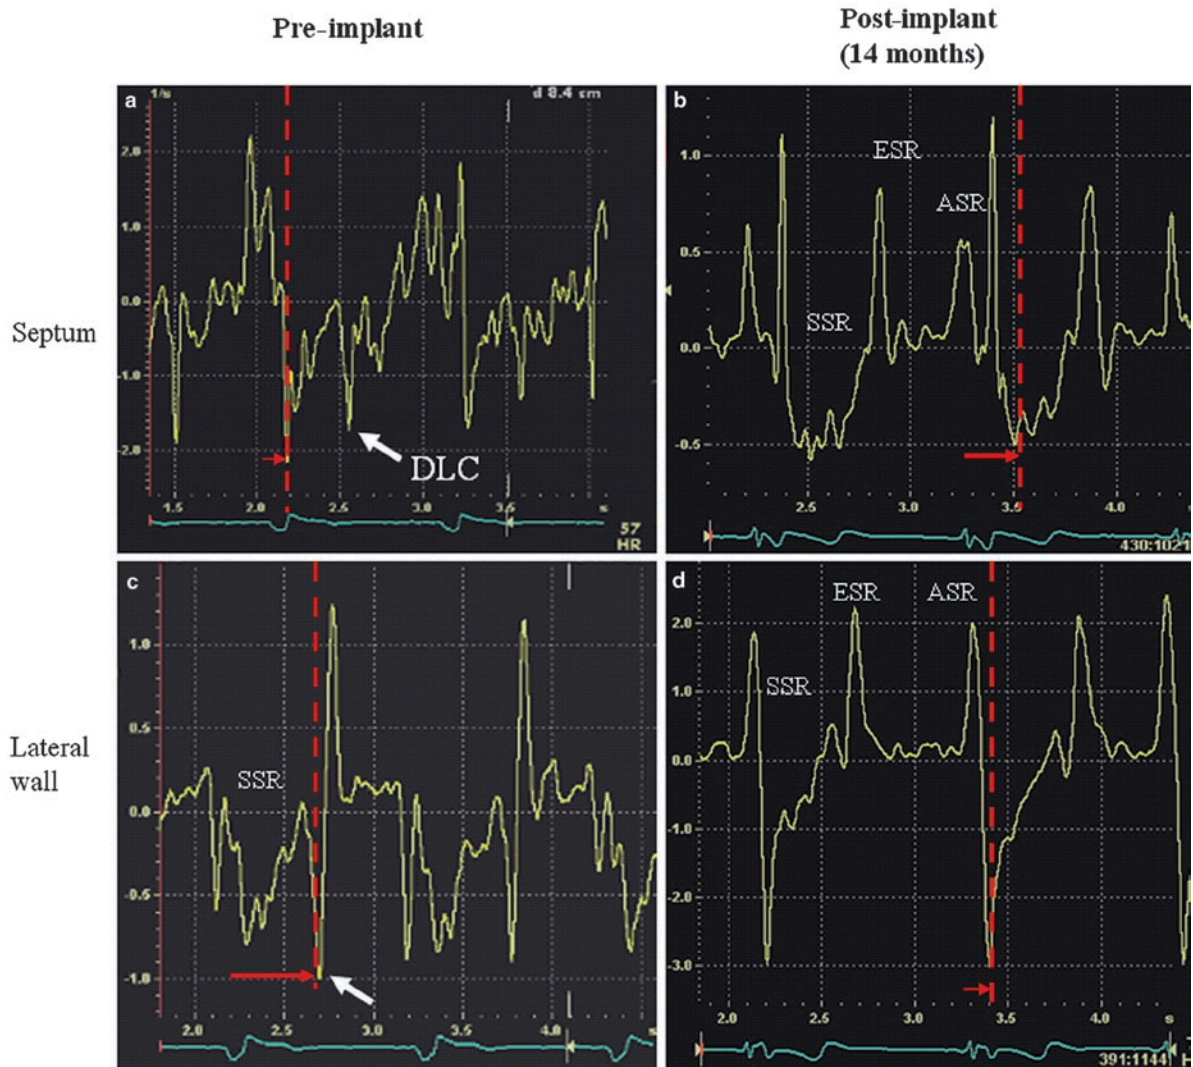 Pre-implant
Post-implant
(14 months)
Septum
Lateral
wall
a
1/s
d 8.4 cm
2.0
1.0
0.0
-1.0
-2.0
DLC
1.5 2.0 2.5 3.0 3.5 s
57
HR
b
1.0
0.5
0.0
-0.5
ESR
ASR
SSR
2.5 3.0 3.5 4.0
430:1021
c
1.0
0.5
0.0
-0.5
-1.0
SSR
2.0 2.5 3.0 3.5 4.0 s
d
2.0
1.0
0.0
-1.0
-2.0
-3.0
ESR ASR
SSR
2.0 2.5 3.0 3.5 4.0 s
391:1144